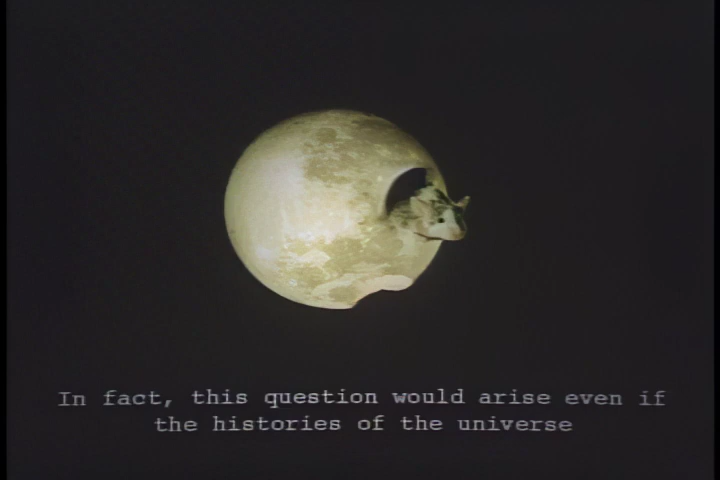 In fact, this question would arise even if
the histories of the universe